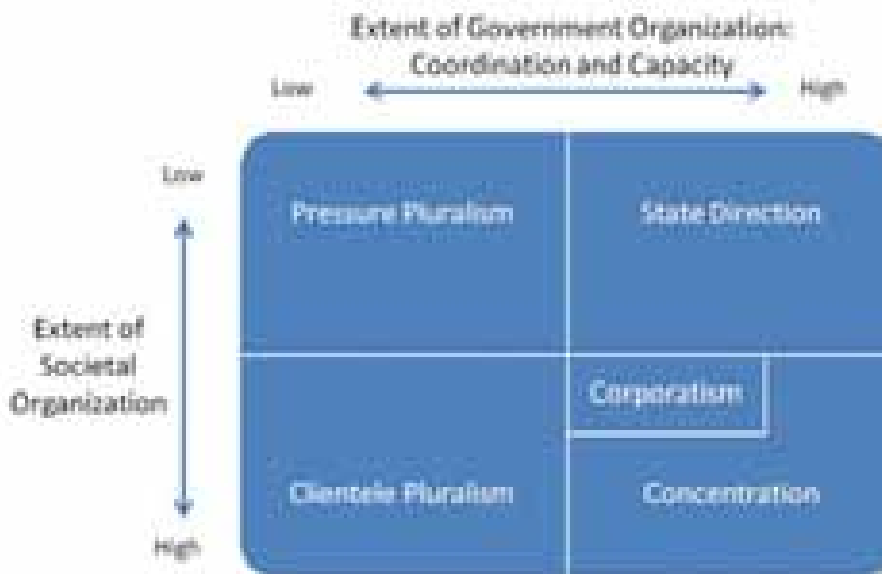 Extent of Government Organization:
Coordination and Capacity
Low
High
Low
Pressure Pluralism
State Direction
Extent of
Societal
Organization
Corporatism
Clientele Pluralism
Concentration
High